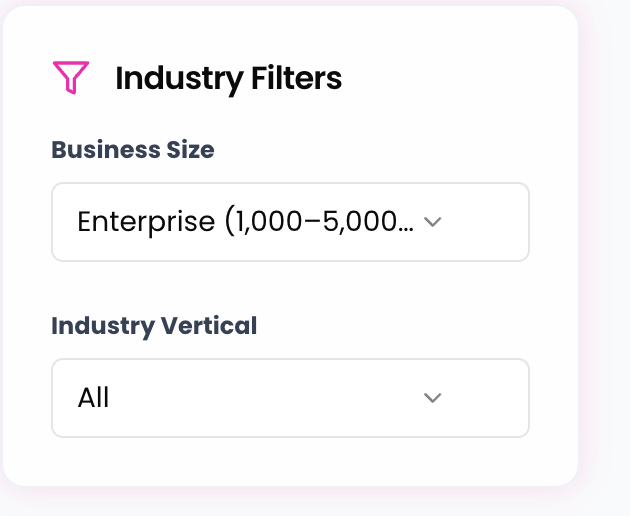 Industry Filters
Business Size
Enterprise (1,000–5,000...
Industry Vertical
All